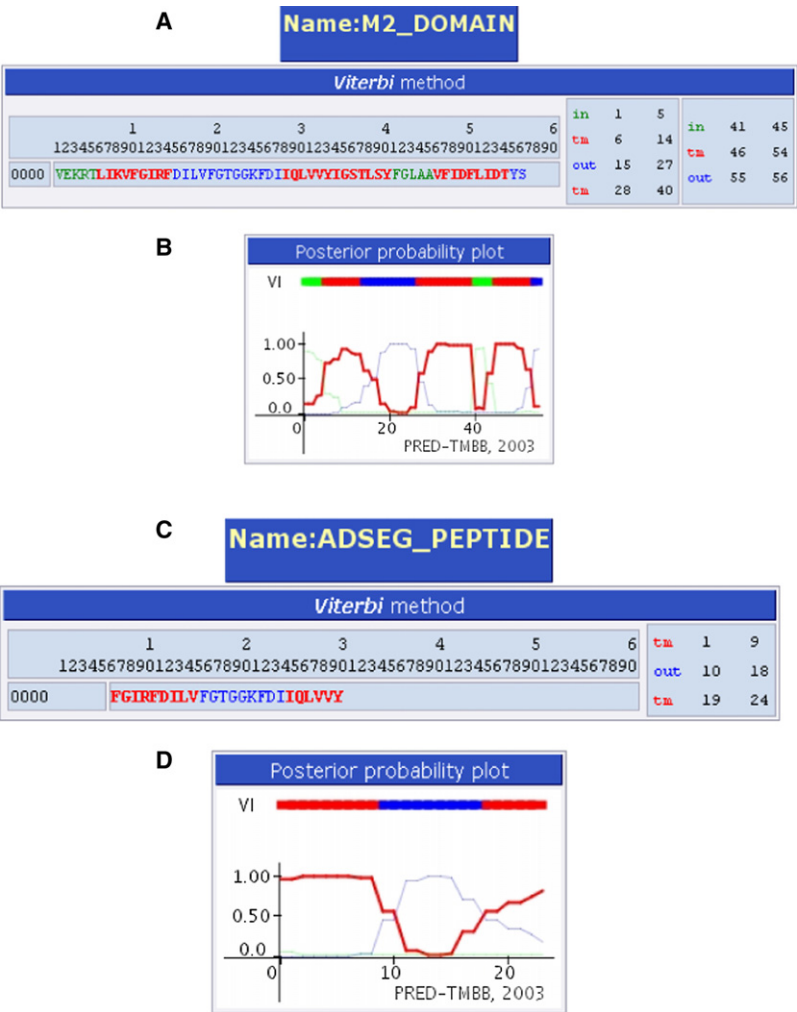 A
Name:M2_DOMAIN
Viterbi method
1 2 3 4 5 6
123456789012345678901234567890123456789012345678901234567890
0000 VEKRTLIKVFGIRFDILVFGTGGKFDIIQLVVYIGSTLSYFGLAAVFIDFLIDTYS
in 1 5
tm 6 14
out 15 27
tm 28 40
in 41 45
tm 46 54
out 55 56
B
Posterior probability plot
VI
1.00
0.50
0.0
0 20 40
PRED-TMBB, 2003
C
Name:ADSEG_PEPTIDE
Viterbi method
1 2 3 4 5 6
123456789012345678901234567890123456789012345678901234567890
0000 FGIRFDILVFGTGGKFDIIQLVVY
tm 1 9
out 10 18
tm 19 24
D
Posterior probability plot
VI
1.00
0.50
0.0
0 10 20
PRED-TMBB, 2003